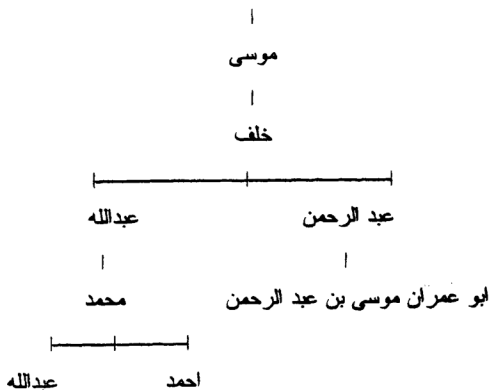 موسى
خلف
عبد الرحمن عبدالله
ابو عمران موسى بن عبد الرحمن محمد
احمد عبدالله